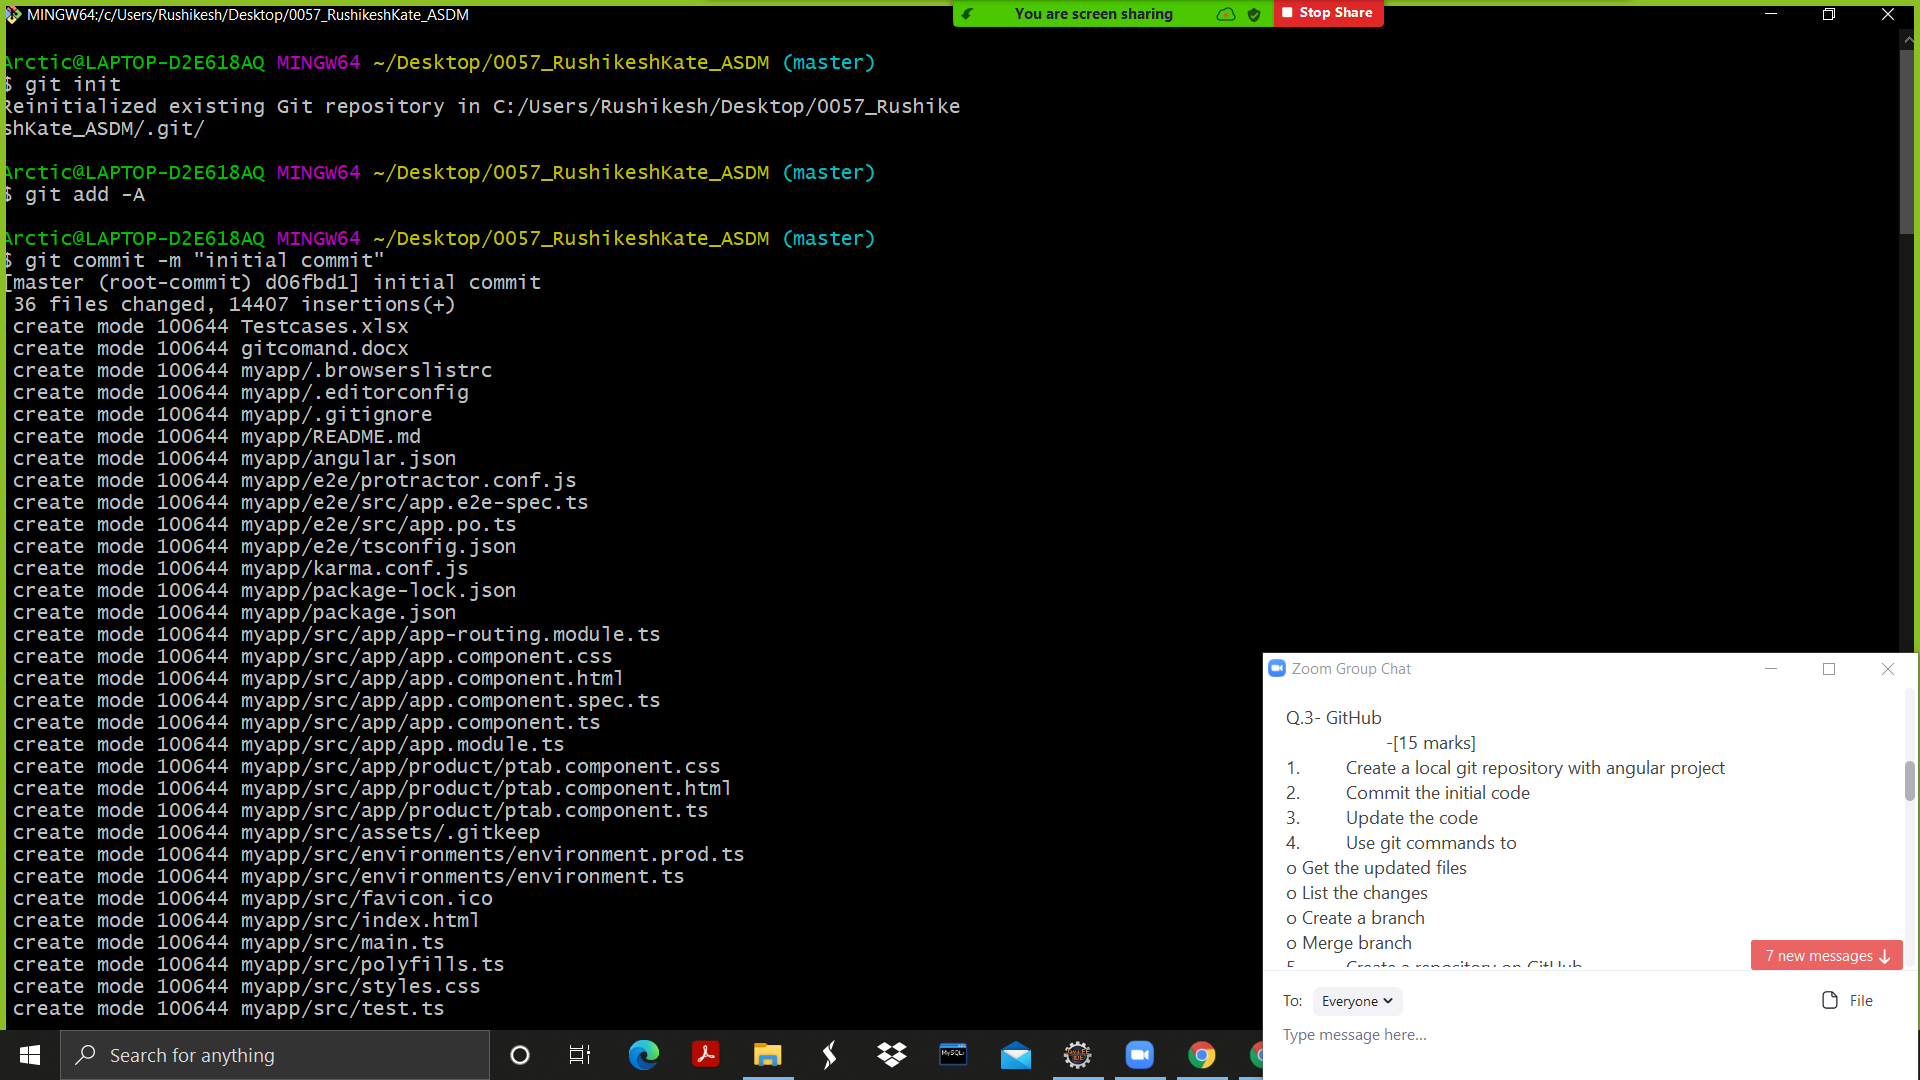 MINGW64:/c/Users/Rushikesh/Desktop/0057_RushikeshKate_ASDM
You are screen sharing
Stop Share
Arctic@LAPTOP-D2E618AQ MINGW64 ~/Desktop/0057_RushikeshKate_ASDM (master)
$ git init
Reinitialized existing Git repository in C:/Users/Rushikesh/Desktop/0057_Rushike
shKate_ASDM/.git/
Arctic@LAPTOP-D2E618AQ MINGW64 ~/Desktop/0057_RushikeshKate_ASDM (master)
$ git add -A
Arctic@LAPTOP-D2E618AQ MINGW64 ~/Desktop/0057_RushikeshKate_ASDM (master)
$ git commit -m "initial commit"
[master (root-commit) d06fbd1] initial commit
36 files changed, 14407 insertions(+)
create mode 100644 Testcases.xlsx
create mode 100644 gitcomand.docx
create mode 100644 myapp/.browserslistrc
create mode 100644 myapp/.editorconfig
create mode 100644 myapp/.gitignore
create mode 100644 myapp/README.md
create mode 100644 myapp/angular.json
create mode 100644 myapp/e2e/protractor.conf.js
create mode 100644 myapp/e2e/src/app.e2e-spec.ts
create mode 100644 myapp/e2e/src/app.po.ts
create mode 100644 myapp/e2e/tsconfig.json
create mode 100644 myapp/karma.conf.js
create mode 100644 myapp/package-lock.json
create mode 100644 myapp/package.json
create mode 100644 myapp/src/app/app-routing.module.ts
create mode 100644 myapp/src/app/app.component.css
create mode 100644 myapp/src/app/app.component.html
create mode 100644 myapp/src/app/app.component.spec.ts
create mode 100644 myapp/src/app/app.component.ts
create mode 100644 myapp/src/app/app.module.ts
create mode 100644 myapp/src/app/product/ptab.component.css
create mode 100644 myapp/src/app/product/ptab.component.html
create mode 100644 myapp/src/app/product/ptab.component.ts
create mode 100644 myapp/src/assets/.gitkeep
create mode 100644 myapp/src/environments/environment.prod.ts
create mode 100644 myapp/src/environments/environment.ts
create mode 100644 myapp/src/favicon.ico
create mode 100644 myapp/src/index.html
create mode 100644 myapp/src/main.ts
create mode 100644 myapp/src/polyfills.ts
create mode 100644 myapp/src/styles.css
create mode 100644 myapp/src/test.ts
Zoom Group Chat
Q.3- GitHub
-[15 marks]
1. Create a local git repository with angular project
2. Commit the initial code
3. Update the code
4. Use git commands to
o Get the updated files
o List the changes
o Create a branch
o Merge branch
5. Create a repository on GitHub
7 new messages
To: Everyone
File
Type message here...
Search for anything